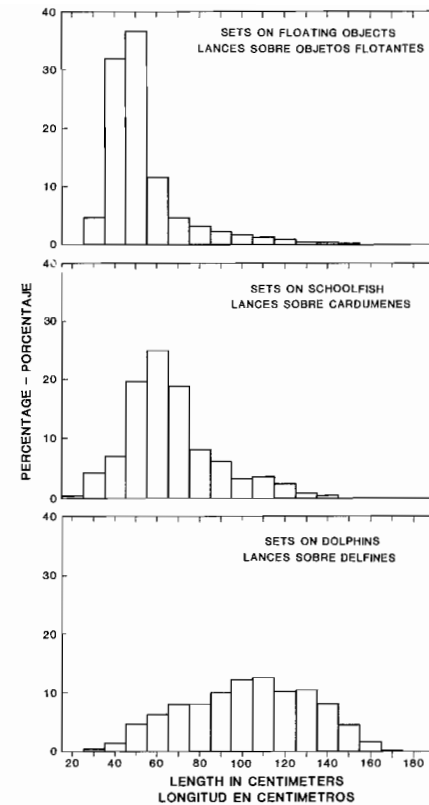 40
SETS ON FLOATING OBJECTS
LANCES SOBRE OBJETOS FLOTANTES
30
20
10
0
40
SETS ON SCHOOLFISH
LANCES SOBRE CARDUMENES
30
20
10
0
PERCENTAGE - PORCENTAJE
40
SETS ON DOLPHINS
LANCES SOBRE DELFINES
30
20
10
20 40 60 80 100 120 140 160 180
LENGTH IN CENTIMETERS
LONGITUD EN CENTIMETROS